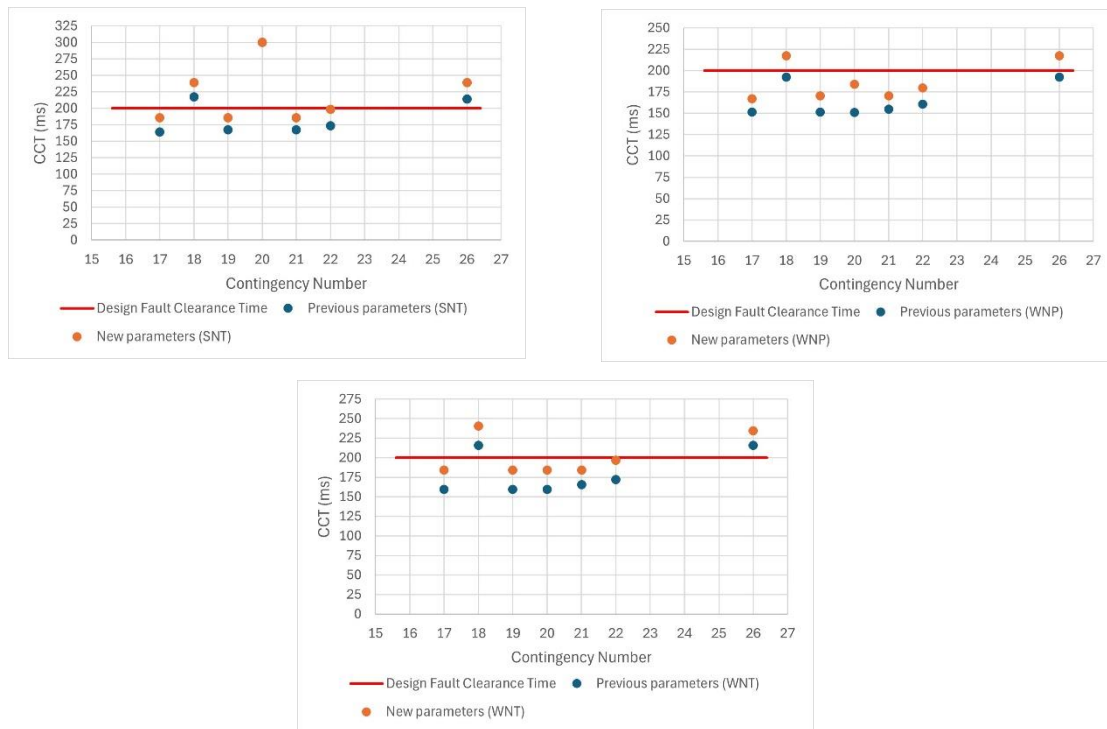 325
300
275
250
225
200
175
150
125
100
75
50
25
0
CCT (ms)
15 16 17 18 19 20 21 22 23 24 25 26 27
Contingency Number
Design Fault Clearance Time Previous parameters (SNT)
New parameters (SNT)
250
225
200
175
150
125
100
75
50
25
0
CCT (ms)
15 16 17 18 19 20 21 22 23 24 25 26 27
Contingency Number
Design Fault Clearance Time Previous parameters (WNP)
New parameters (WNP)
275
250
225
200
175
150
125
100
75
50
25
0
CCT (ms)
15 16 17 18 19 20 21 22 23 24 25 26 27
Contingency Number
Design Fault Clearance Time Previous parameters (WNT)
New parameters (WNT)